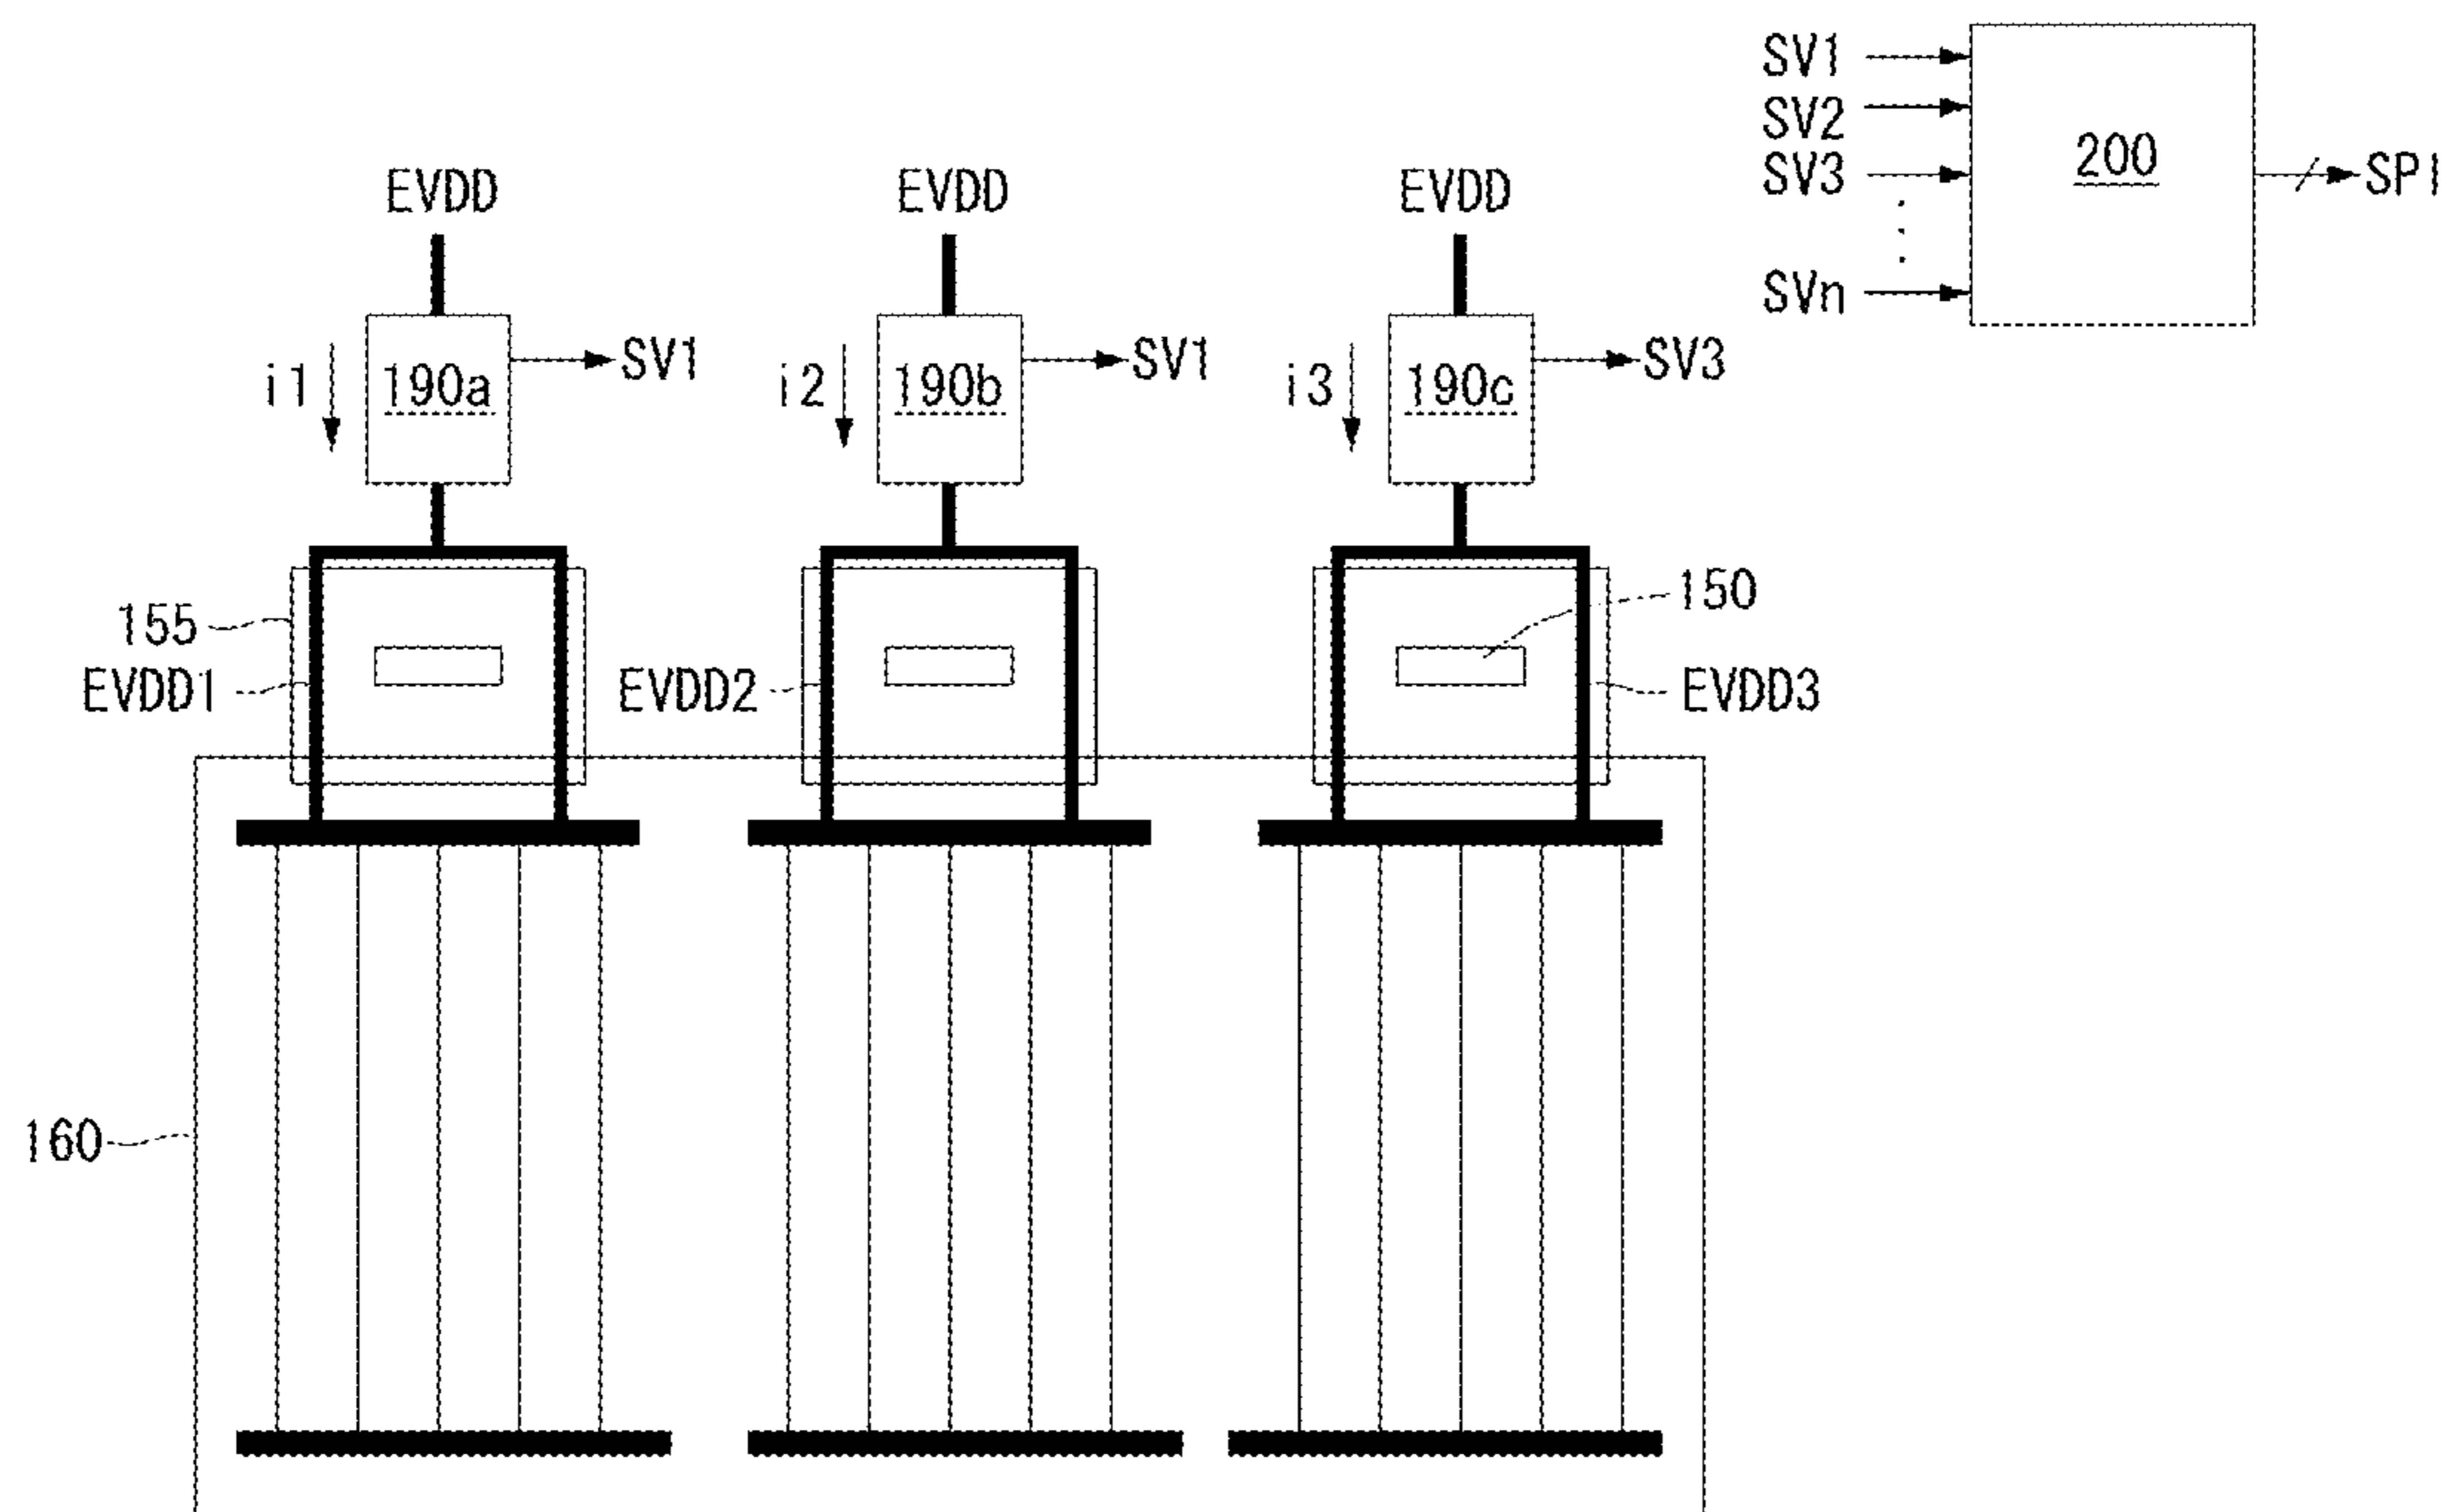 SV1
SV2
SV3
SVn
200
SPI
EVDD
EVDD
EVDD
i1
190a
SV1
i2
190b
SV1
i3
190c
SV3
155
150
EVDD1
EVDD2
EVDD3
160